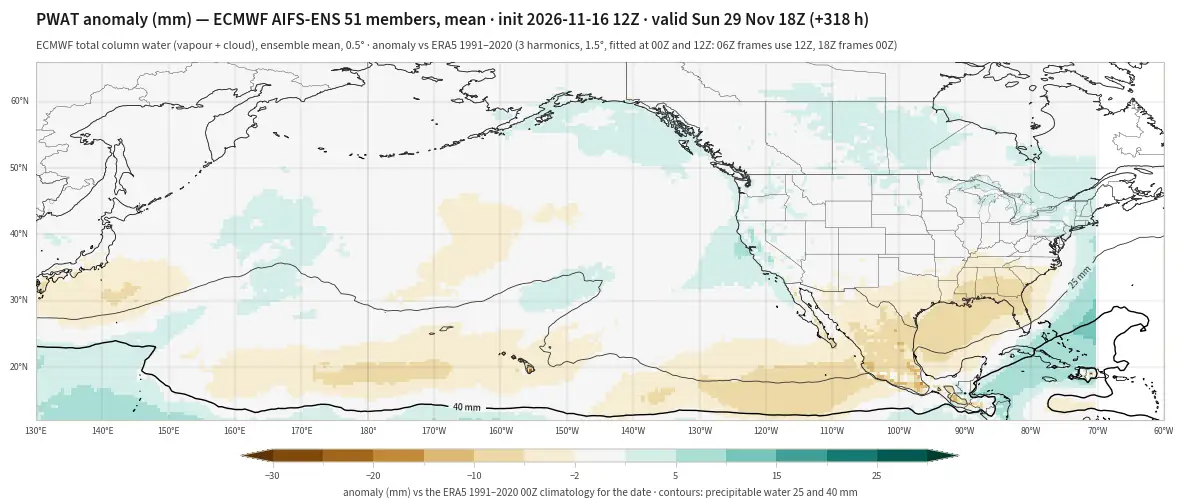 PWAT anomaly (mm) — ECMWF AIFS-ENS 51 members, mean · init 2026-11-16 12Z · valid Sun 29 Nov 18Z (+318 h)
ECMWF total column water (vapour + cloud), ensemble mean, 0.5° · anomaly vs ERA5 1991–2020 (3 harmonics, 1.5°, fitted at 00Z and 12Z: 06Z frames use 12Z, 18Z frames 00Z)
60°N
50°N
40°N
30°N
20°N
25 mm
40 mm
130°E 140°E 150°E 160°E 170°E 180° 170°W 160°W 150°W 140°W 130°W 120°W 110°W 100°W 90°W 80°W 70°W 60°W
−30 −20 −10 −2 5 15 25
anomaly (mm) vs the ERA5 1991–2020 00Z climatology for the date · contours: precipitable water 25 and 40 mm